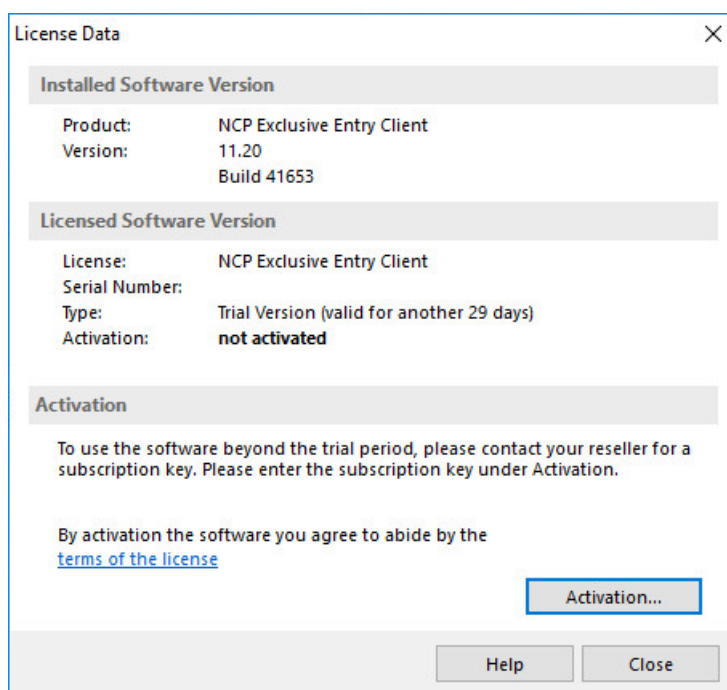 License Data
Installed Software Version
Product: NCP Exclusive Entry Client
Version: 11.20
Build 41653
Licensed Software Version
License: NCP Exclusive Entry Client
Serial Number:
Type: Trial Version (valid for another 29 days)
Activation: not activated
Activation
To use the software beyond the trial period, please contact your reseller for a
subscription key. Please enter the subscription key under Activation.
By activation the software you agree to abide by the
terms of the license
Activation...
Help Close